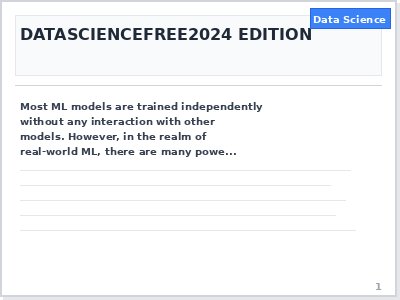 Data Science
DATASCIENCEFREE2024 EDITION
Most ML models are trained independently
without any interaction with other
models. However, in the realm of
real-world ML, there are many powe...
1